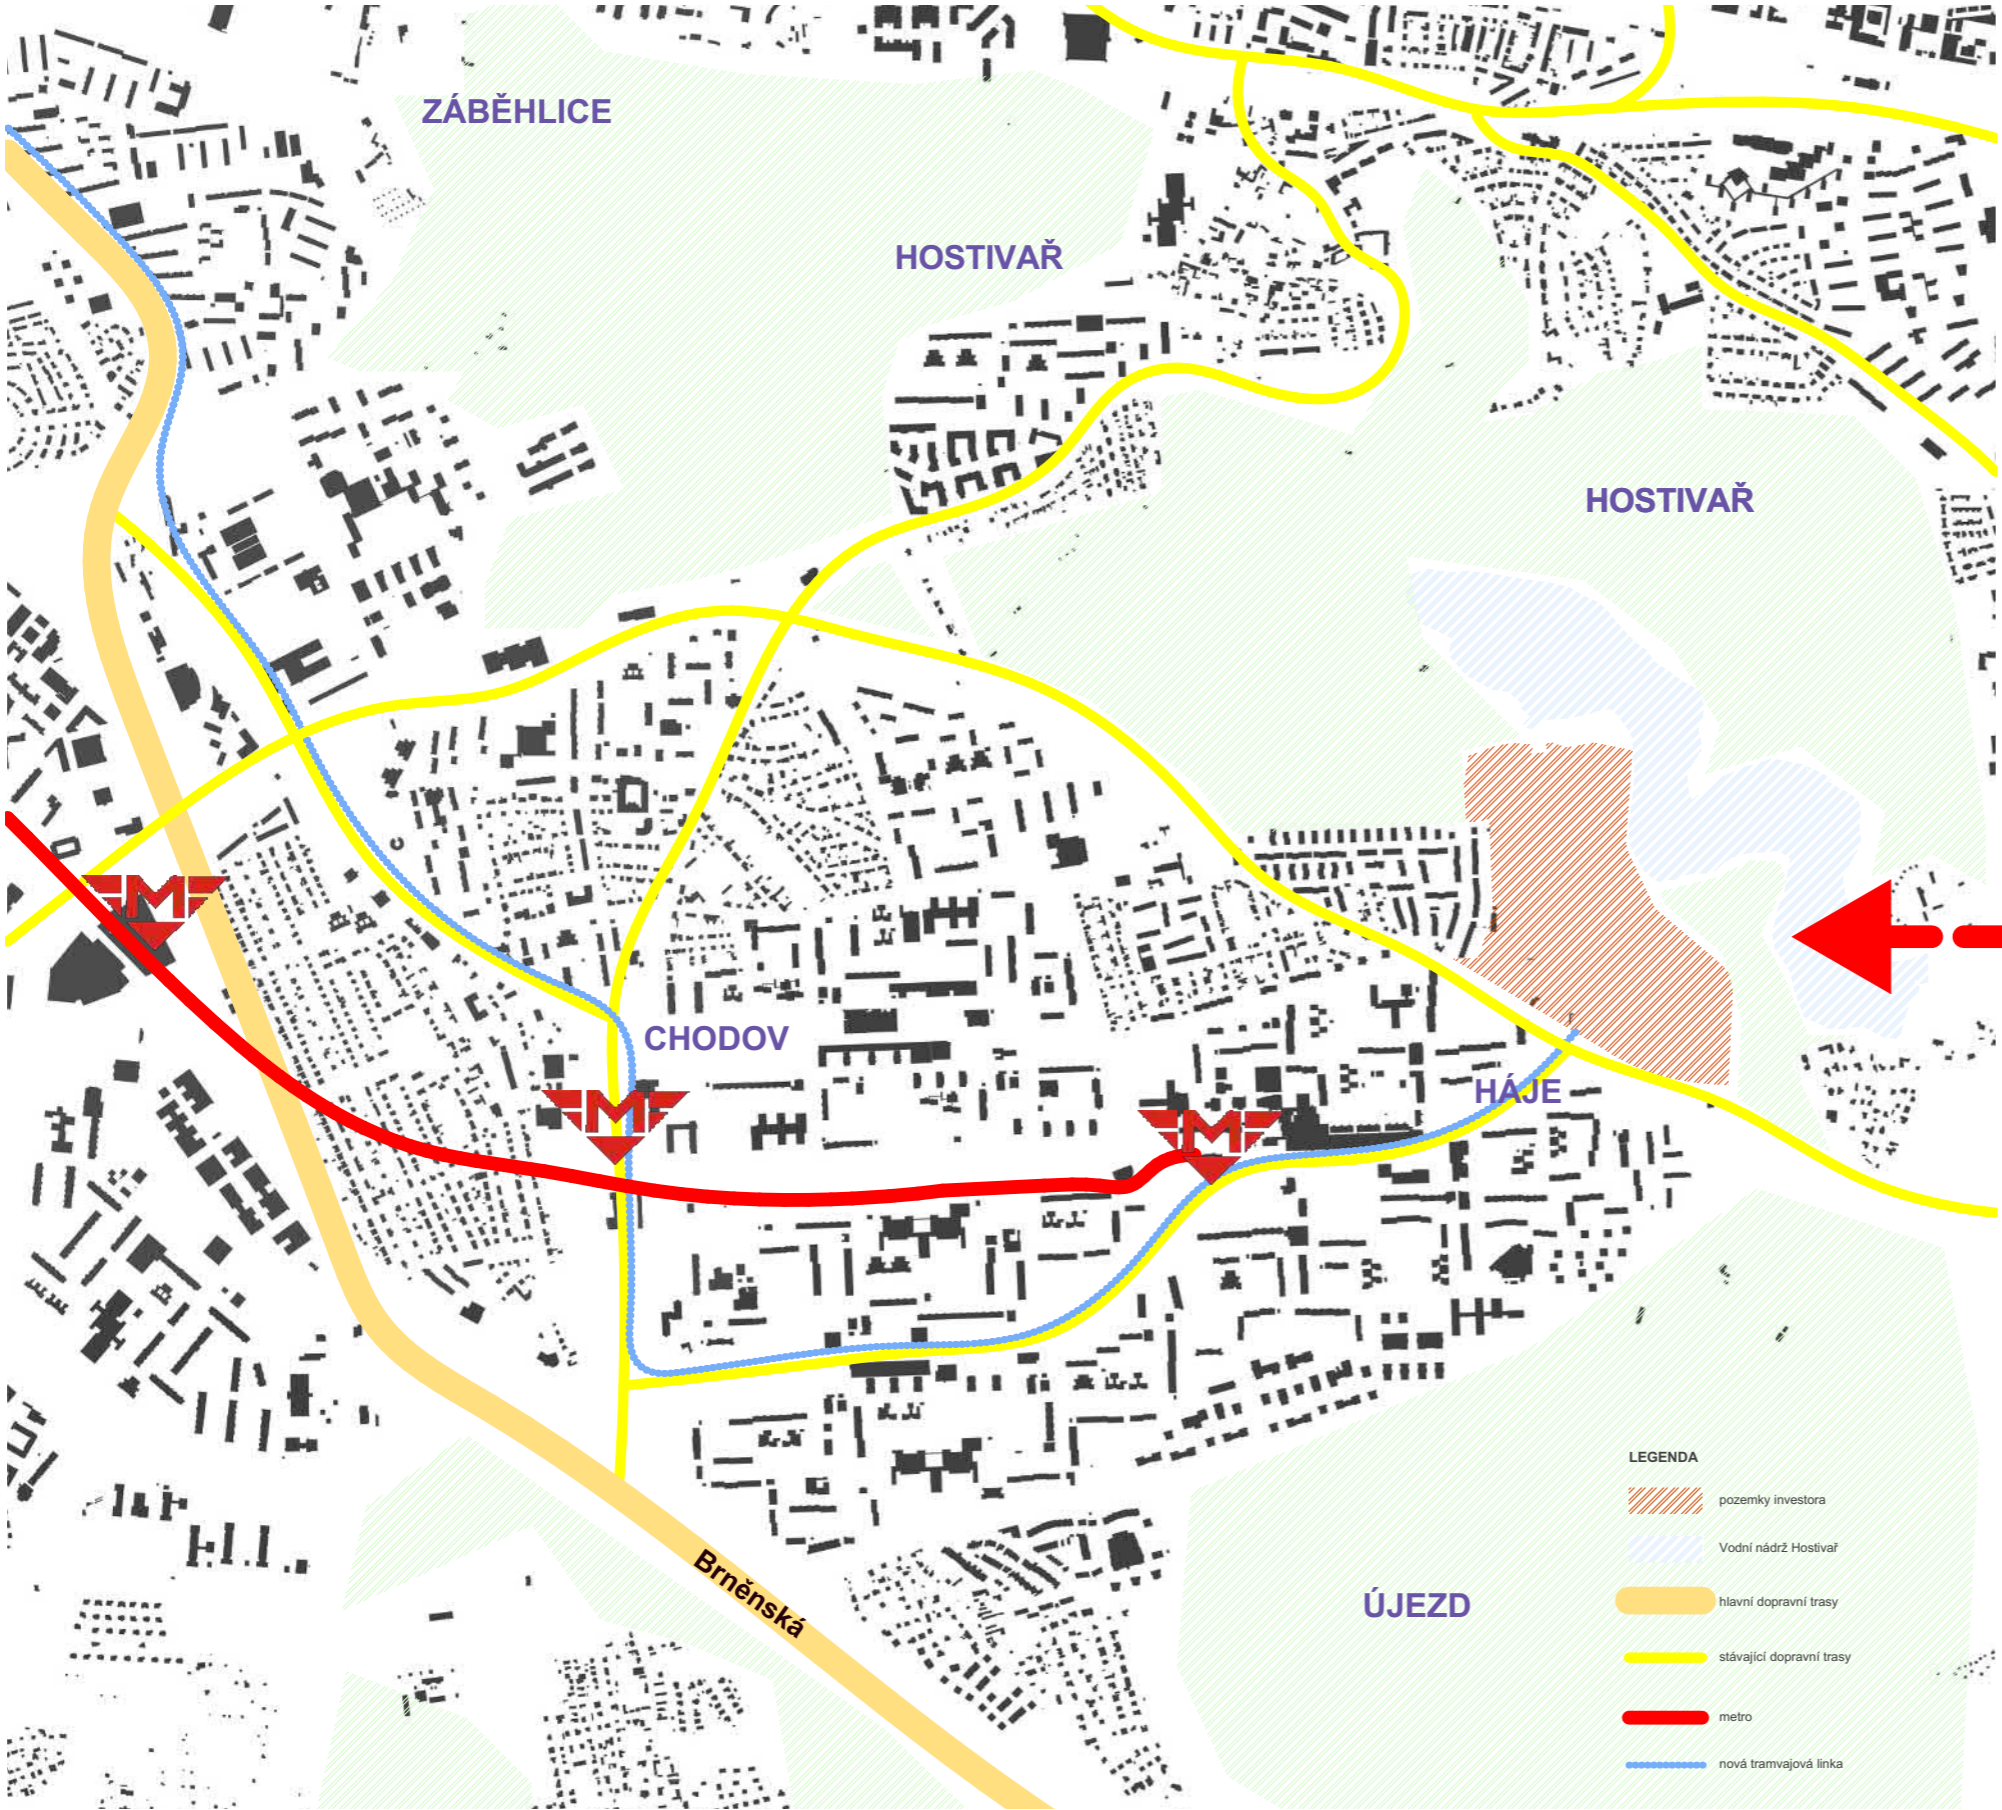 ZÁBĚHLICE
HOSTIVAŘ
HOSTIVAŘ
M
CHODOV
M
HÁJE
M
Brněnská
ÚJEZD
LEGENDA
pozemky investora
Vodní nádrž Hostivař
hlavní dopravní trasy
stávající dopravní trasy
metro
nová tramvajová linka